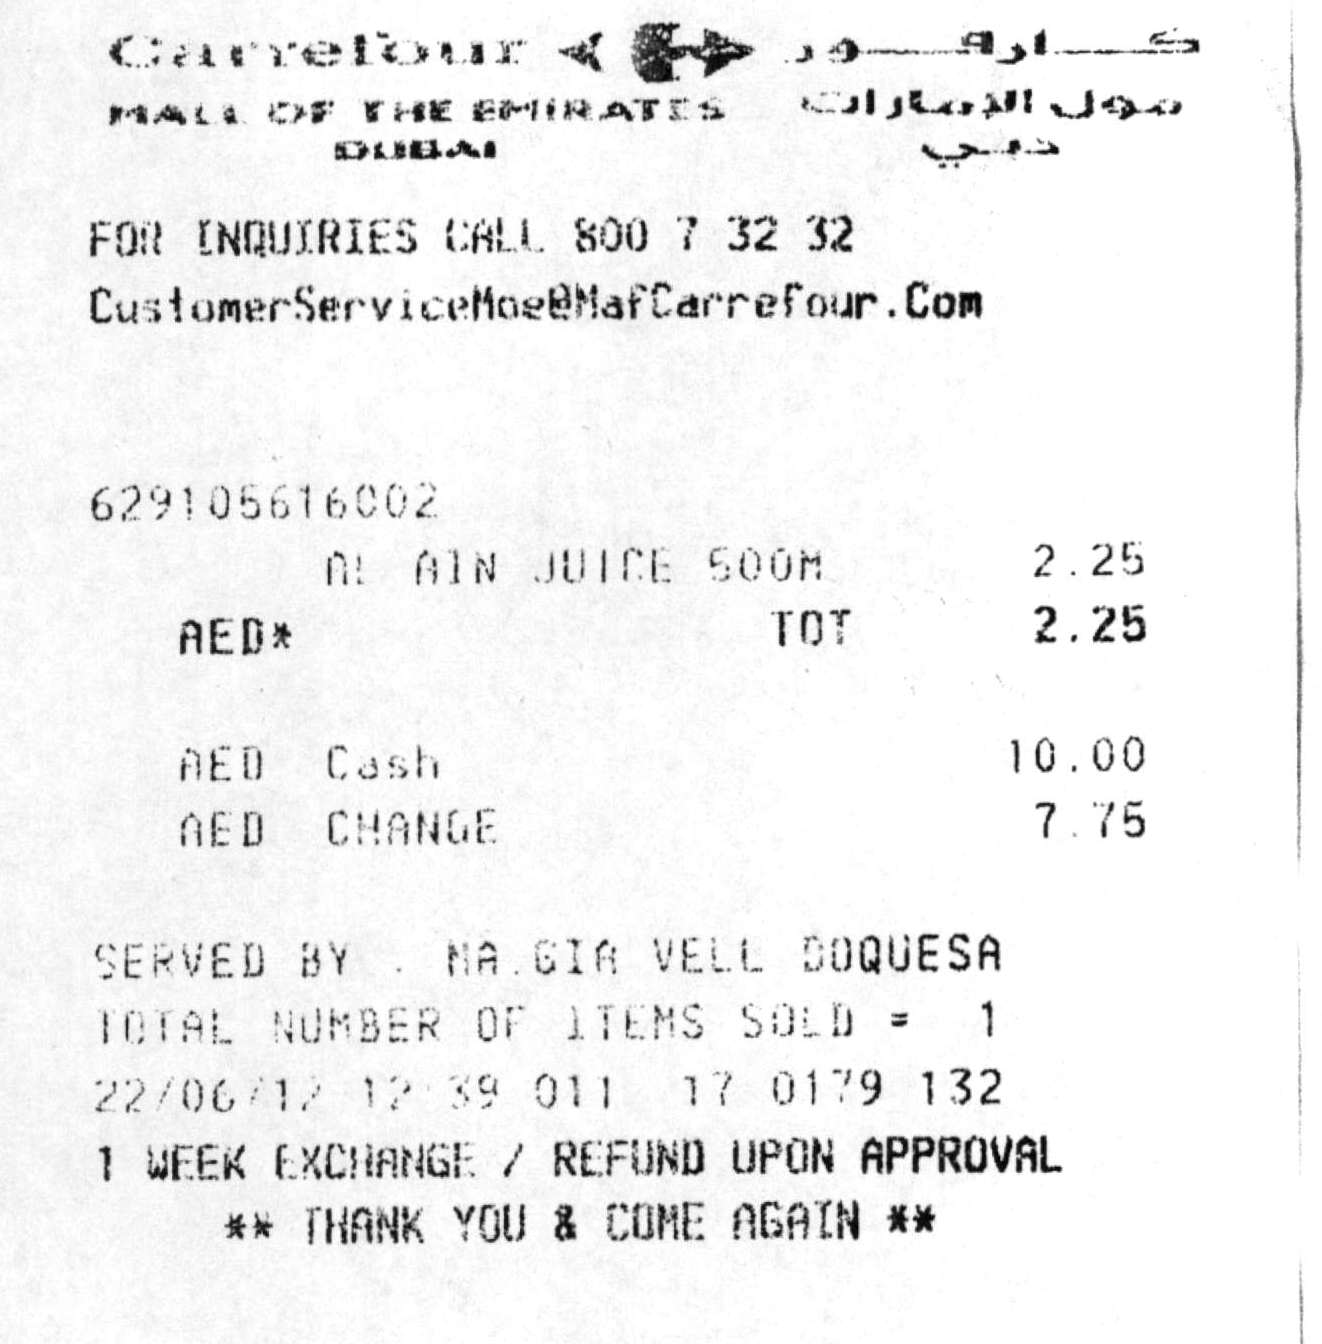 Carrefour كارفور
MALL OF THE EMIRATES مول الإمارات
DUBAI دبي
FOR INQUIRIES CALL 800 7 32 32
CustomerServiceMoe@MafCarrefour.Com
629105616002
AL AIN JUICE 500M 2.25
AED* TOT 2.25
AED Cash 10.00
AED CHANGE 7.75
SERVED BY : MA.GIA VELL DOQUESA
TOTAL NUMBER OF ITEMS SOLD = 1
22/06/12 12:39 011 17 0179 132
1 WEEK EXCHANGE / REFUND UPON APPROVAL
** THANK YOU & COME AGAIN **